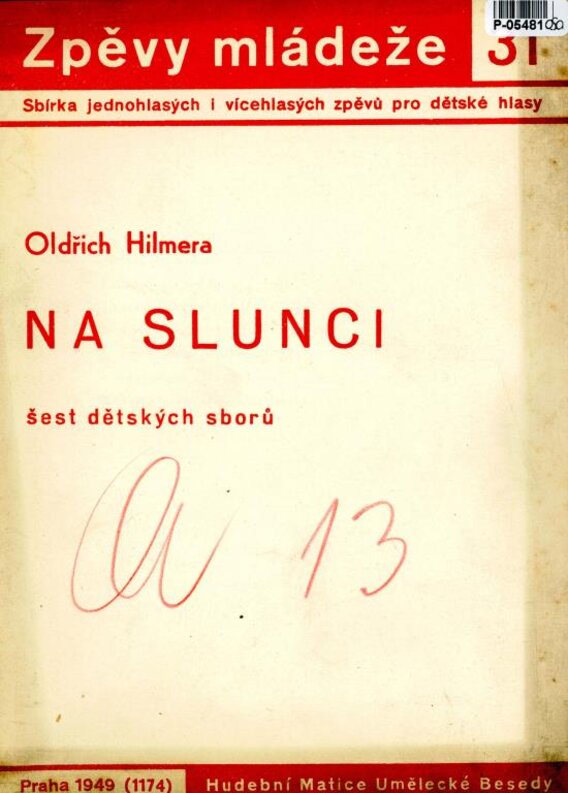 P-05481
Zpěvy mládeže 31
Sbírka jednohlasých i vícehlasých zpěvů pro dětské hlasy
Oldřich Hilmera
NA SLUNCI
šest dětských sborů
13
Praha 1949 (1174) Hudební Matice Umělecké Besedy